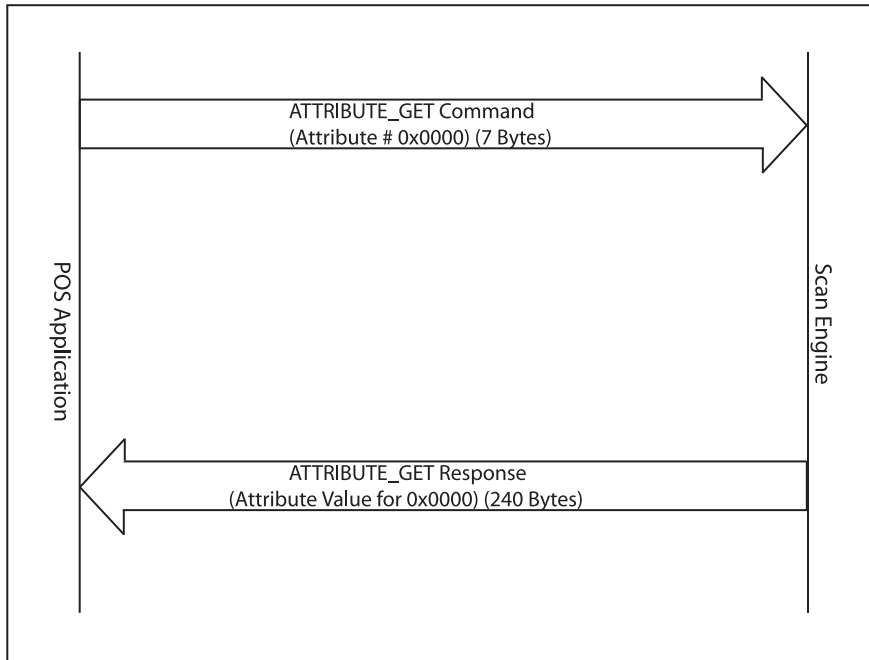 ATTRIBUTE_GET Command
(Attribute # 0x0000) (7 Bytes)
POS Application
Scan Engine
ATTRIBUTE_GET Response
(Attribute Value for 0x0000) (240 Bytes)